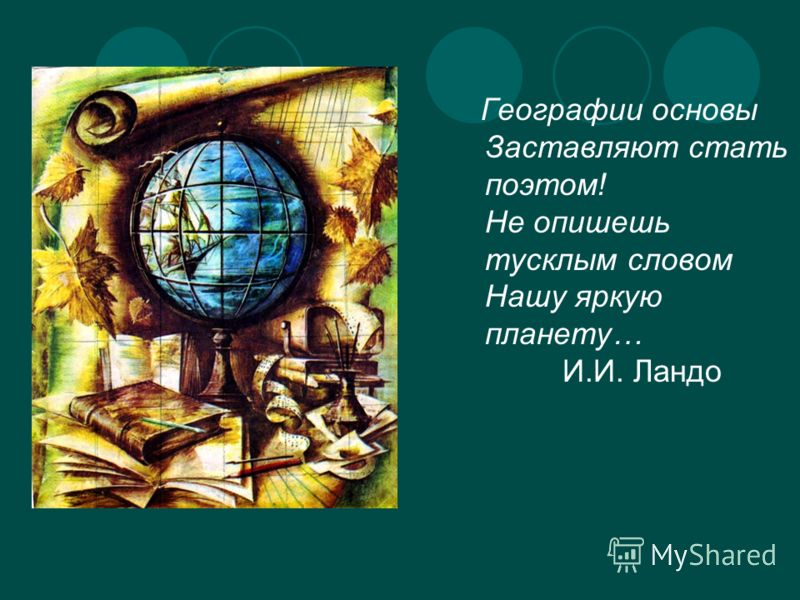 Географии основы
Заставляют стать
поэтом!
Не опишешь
тусклым словом
Нашу яркую
планету…
И.И. Ландо
MyShared